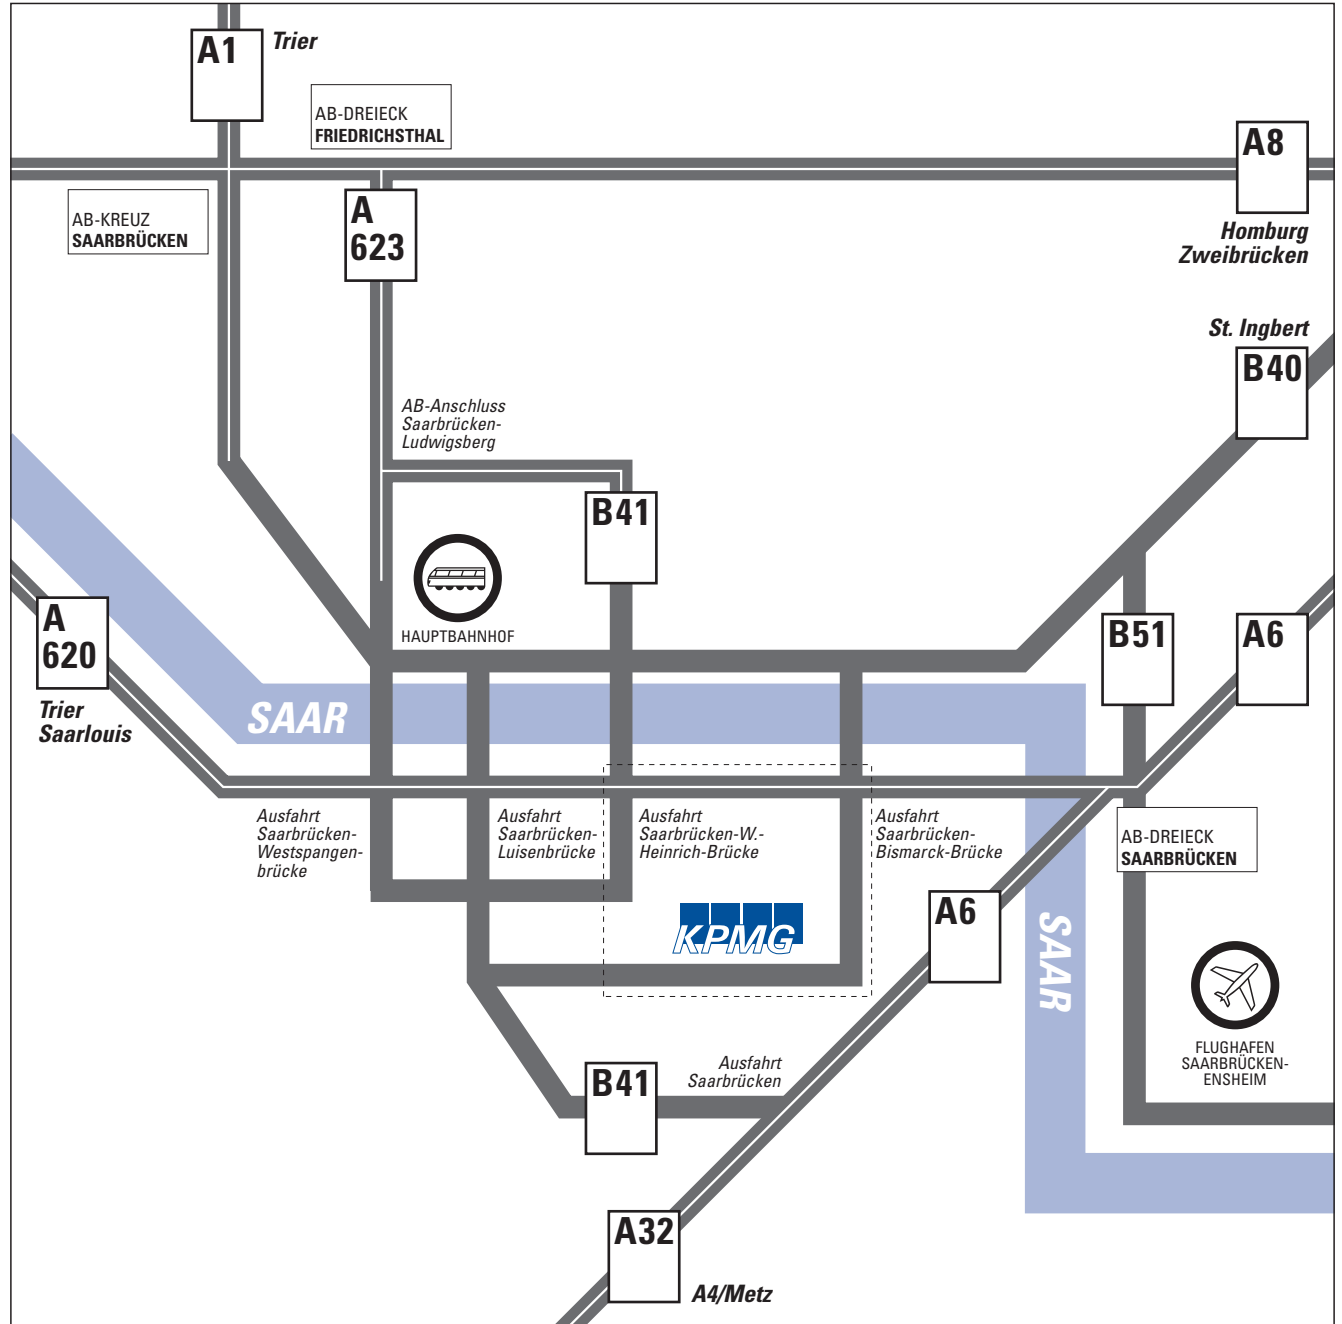 A1
Trier
AB-DREIECK
FRIEDRICHSTHAL
A8
Homburg
Zweibrücken
AB-KREUZ
SAARBRÜCKEN
A
623
St. Ingbert
B40
AB-Anschluss
Saarbrücken-
Ludwigsberg
B41
HAUPTBAHNHOF
A
620
Trier
Saarlouis
B51
A6
SAAR
Ausfahrt
Saarbrücken-
Westspangen-
brücke
Ausfahrt
Saarbrücken-
Luisenbrücke
Ausfahrt
Saarbrücken-W.-
Heinrich-Brücke
Ausfahrt
Saarbrücken-
Bismarck-Brücke
AB-DREIECK
SAARBRÜCKEN
KPMG
A6
SAAR
FLUGHAFEN
SAARBRÜCKEN-
ENSHEIM
Ausfahrt
Saarbrücken
B41
A32
A4/Metz